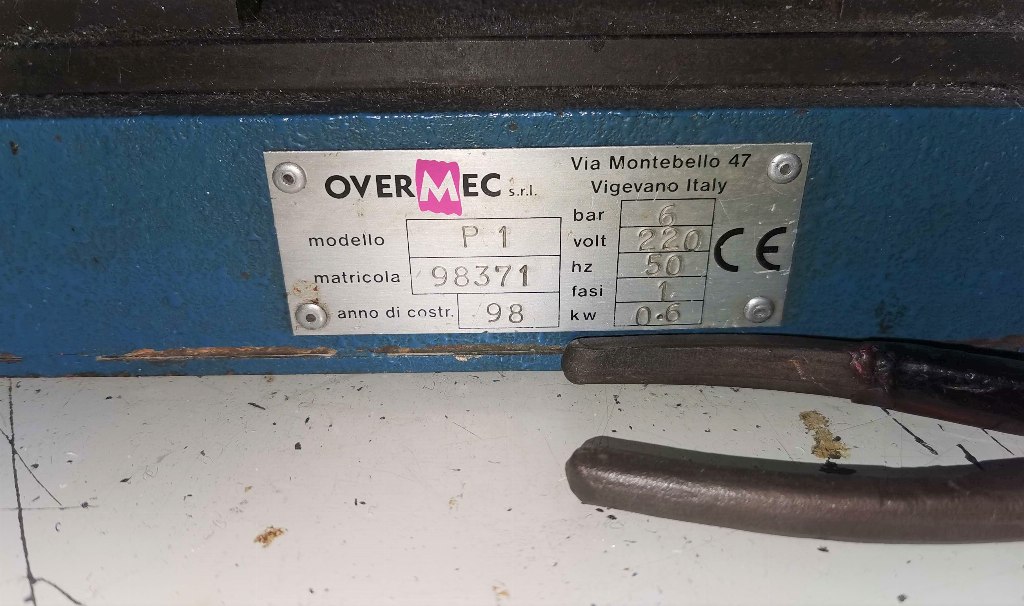 OVERMEC s.r.l.
Via Montebello 47
Vigevano Italy
modello P 1
matricola 98371
anno di costr. 98
bar 6
volt 220
hz 50
fasi 1
kw 0.6
CE